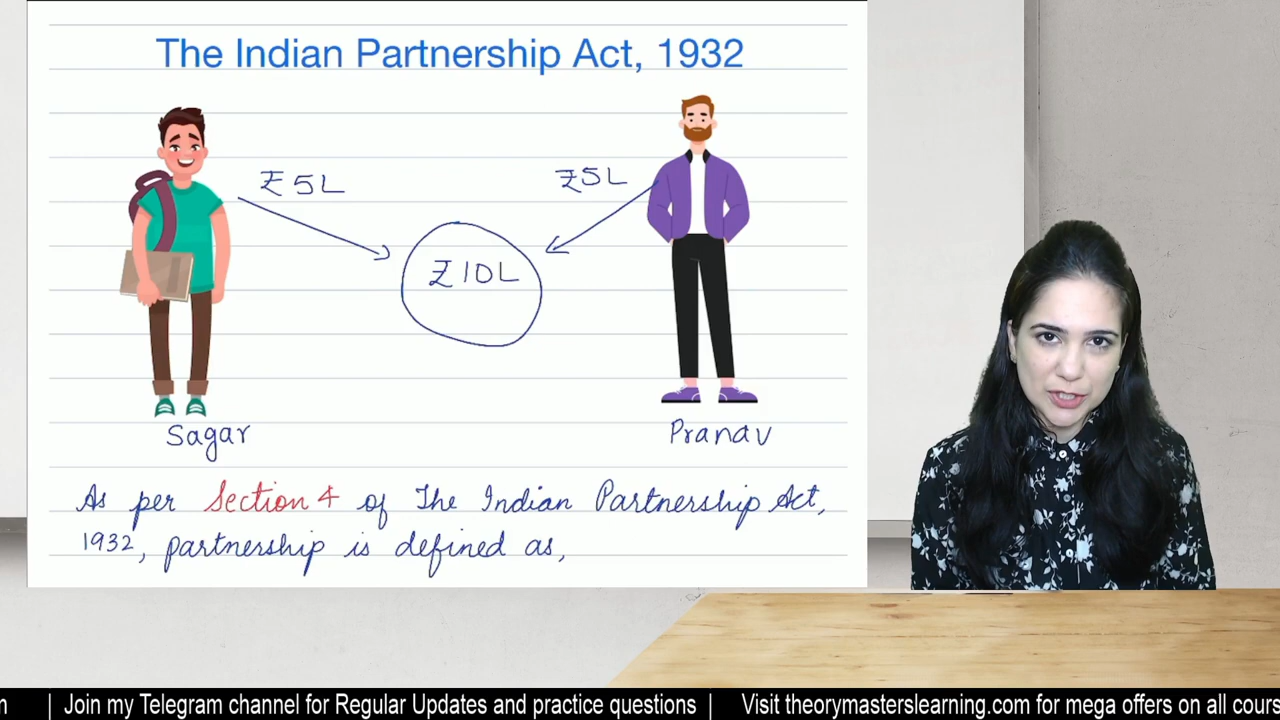 The Indian Partnership Act, 1932
₹5L
₹5L
₹10L
Sagar
Pranav
As per Section 4 of The Indian Partnership Act,
1932, partnership is defined as,
| Join my Telegram channel for Regular Updates and practice questions | Visit theorymasterslearning.com for mega offers on all